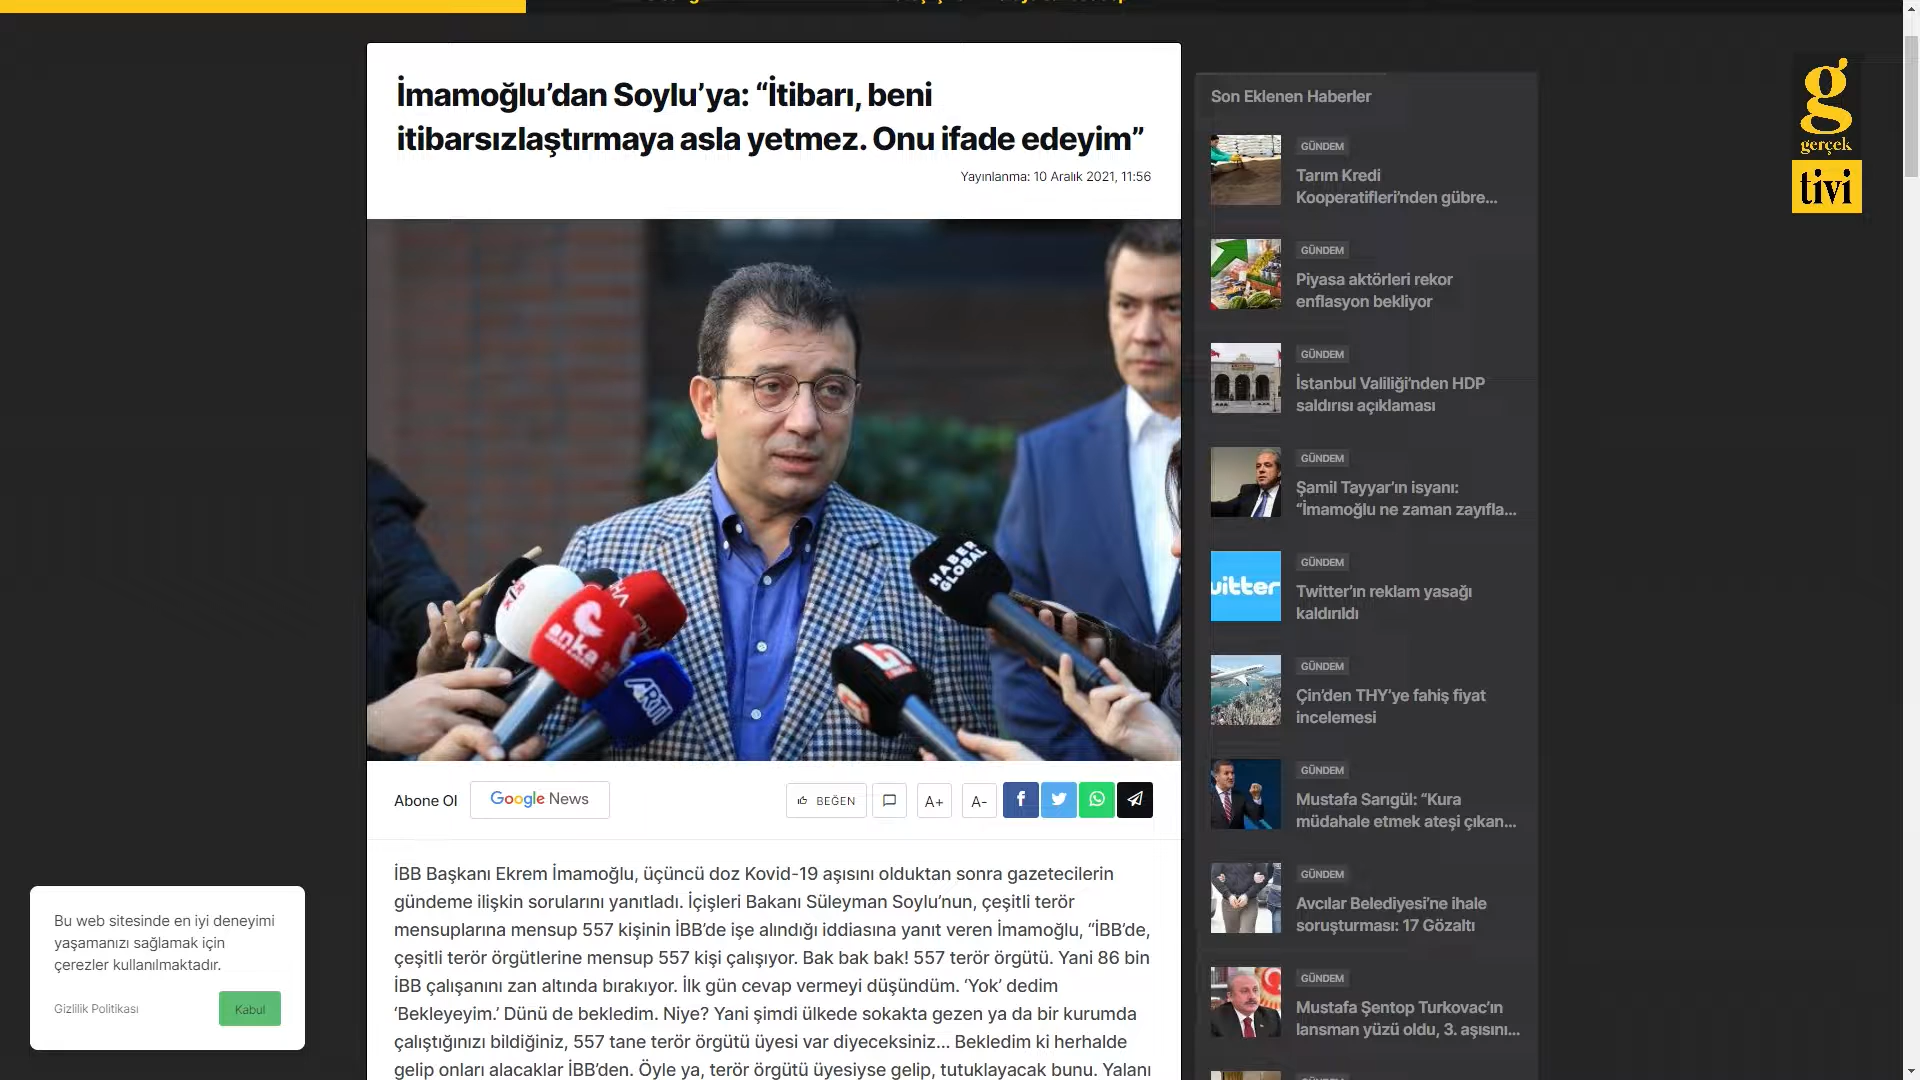 İmamoğlu’dan Soylu’ya: “İtibarı, beni
itibarsızlaştırmaya asla yetmez. Onu ifade edeyim”
Yayınlanma: 10 Aralık 2021, 11:56
HABER
GLOBAL
anka
ARTI
Abone Ol
Google News
BEĞEN
A+
A-
İBB Başkanı Ekrem İmamoğlu, üçüncü doz Kovid-19 aşısını olduktan sonra gazetecilerin
gündeme ilişkin sorularını yanıtladı. İçişleri Bakanı Süleyman Soylu’nun, çeşitli terör
mensuplarına mensup 557 kişinin İBB’de işe alındığı iddiasına yanıt veren İmamoğlu, “İBB’de,
çeşitli terör örgütlerine mensup 557 kişi çalışıyor. Bak bak bak! 557 terör örgütü. Yani 86 bin
İBB çalışanını zan altında bırakıyor. İlk gün cevap vermeyi düşündüm. ‘Yok’ dedim
‘Bekleyeyim.’ Dünü de bekledim. Niye? Yani şimdi ülkede sokakta gezen ya da bir kurumda
çalıştığınızı bildiğiniz, 557 tane terör örgütü üyesi var diyeceksiniz... Bekledim ki herhalde
gelip onları alacaklar İBB’den. Öyle ya, terör örgütü üyesiyse gelip, tutuklayacak bunu. Yalanı
Son Eklenen Haberler
GÜNDEM
Tarım Kredi
Kooperatifleri’nden gübre...
GÜNDEM
Piyasa aktörleri rekor
enflasyon bekliyor
GÜNDEM
İstanbul Valiliği’nden HDP
saldırısı açıklaması
GÜNDEM
Şamil Tayyar’ın isyanı:
“İmamoğlu ne zaman zayıfla...
uitter
GÜNDEM
Twitter’ın reklam yasağı
kaldırıldı
GÜNDEM
Çin’den THY’ye fahiş fiyat
incelemesi
GÜNDEM
Mustafa Sarıgül: “Kura
müdahale etmek ateşi çıkan...
GÜNDEM
Avcılar Belediyesi’ne ihale
soruşturması: 17 Gözaltı
GÜNDEM
Mustafa Şentop Turkovac’ın
lansman yüzü oldu, 3. aşısını...
g
gerçek
tivi
Bu web sitesinde en iyi deneyimi
yaşamanızı sağlamak için
çerezler kullanılmaktadır.
Gizlilik Politikası
Kabul